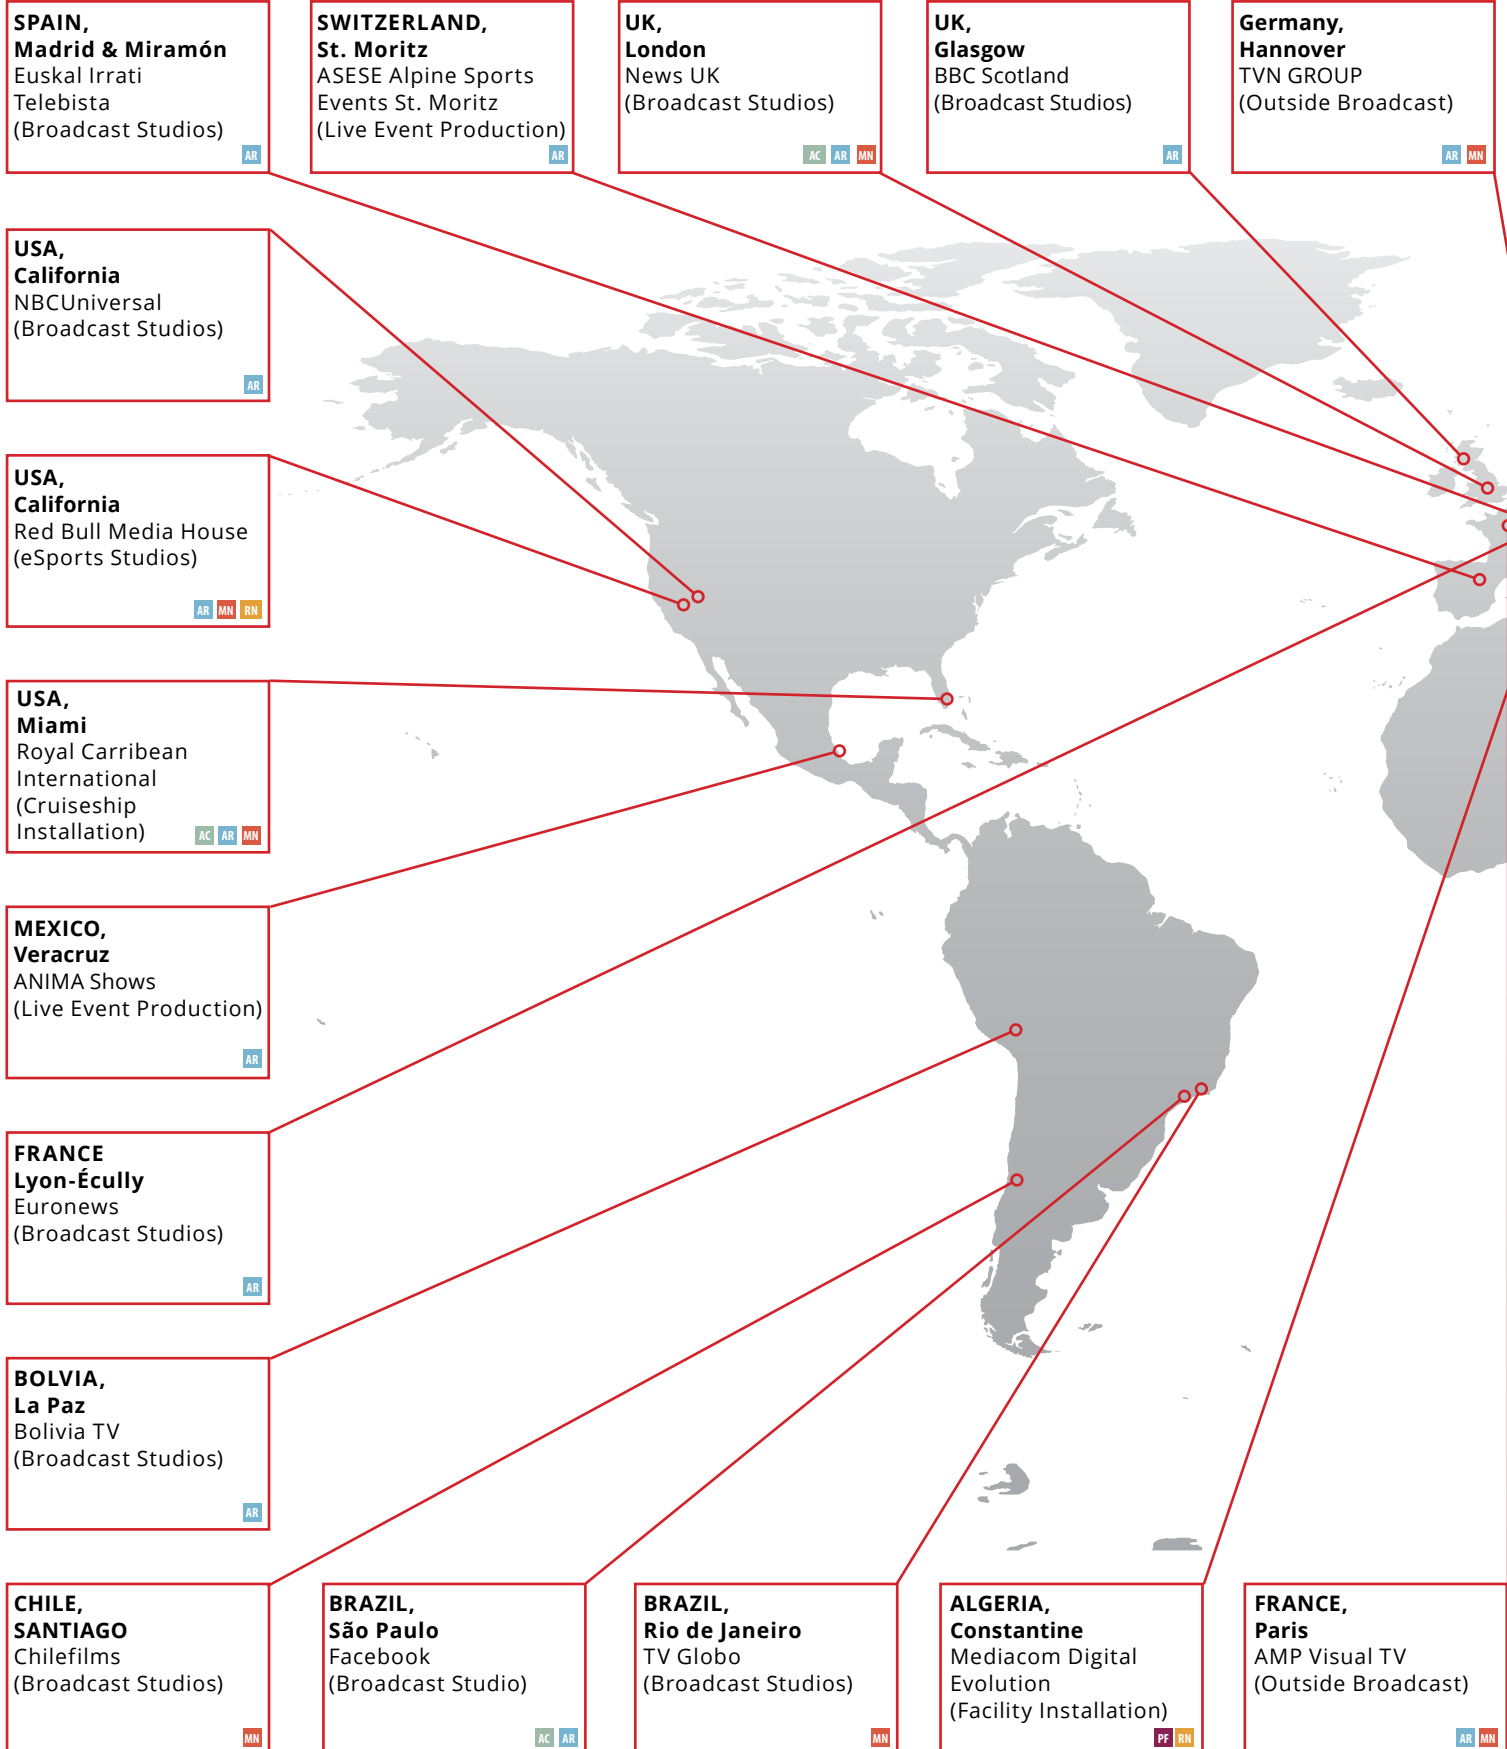 SPAIN,
Madrid & Miramón
Euskal Irrati
Telebista
(Broadcast Studios)
AR
SWITZERLAND,
St. Moritz
ASESE Alpine Sports
Events St. Moritz
(Live Event Production)
AR
UK,
London
News UK
(Broadcast Studios)
AC AR MN
UK,
Glasgow
BBC Scotland
(Broadcast Studios)
AR
Germany,
Hannover
TVN GROUP
(Outside Broadcast)
AR MN
USA,
California
NBCUniversal
(Broadcast Studios)
AR
USA,
California
Red Bull Media House
(eSports Studios)
AR MN RN
USA,
Miami
Royal Carribean
International
(Cruiseship
Installation)
AC AR MN
MEXICO,
Veracruz
ANIMA Shows
(Live Event Production)
AR
FRANCE
Lyon-Écully
Euronews
(Broadcast Studios)
AR
BOLVIA,
La Paz
Bolivia TV
(Broadcast Studios)
AR
CHILE,
SANTIAGO
Chilefilms
(Broadcast Studios)
MN
BRAZIL,
São Paulo
Facebook
(Broadcast Studio)
AC AR
BRAZIL,
Rio de Janeiro
TV Globo
(Broadcast Studios)
MN
ALGERIA,
Constantine
Mediacom Digital
Evolution
(Facility Installation)
PF RN
FRANCE,
Paris
AMP Visual TV
(Outside Broadcast)
AR MN